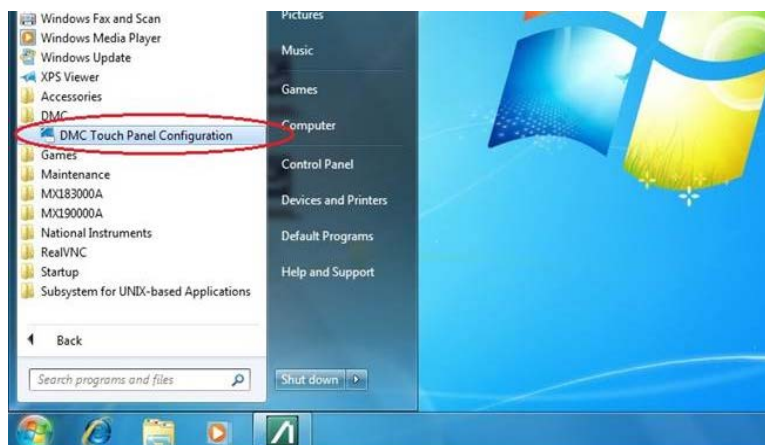 Windows Fax and Scan
Windows Media Player
Windows Update
XPS Viewer
Accessories
DMC
DMC Touch Panel Configuration
Games
Maintenance
MX183000A
MX190000A
National Instruments
RealVNC
Startup
Subsystem for UNIX-based Applications
Back
Search programs and files
Pictures
Music
Games
Computer
Control Panel
Devices and Printers
Default Programs
Help and Support
Shut down